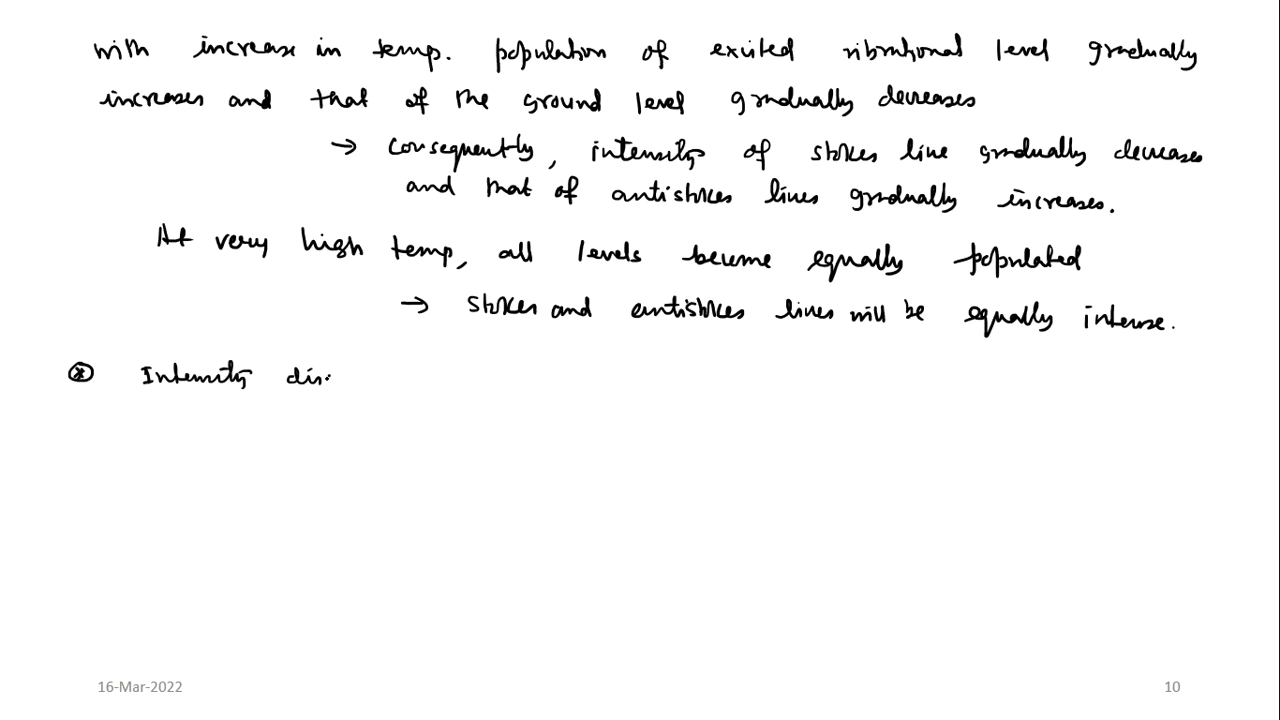 with increase in temp. population of excited vibrational level gradually
increases and that of the ground level gradually decreases
→ Consequently, intensity of stokes line gradually decreases
and that of antistokes lines gradually increases.
At very high temp, all levels become equally populated
→ Stokes and antistokes lines will be equally intense.
Intensity dis
16-Mar-2022
10